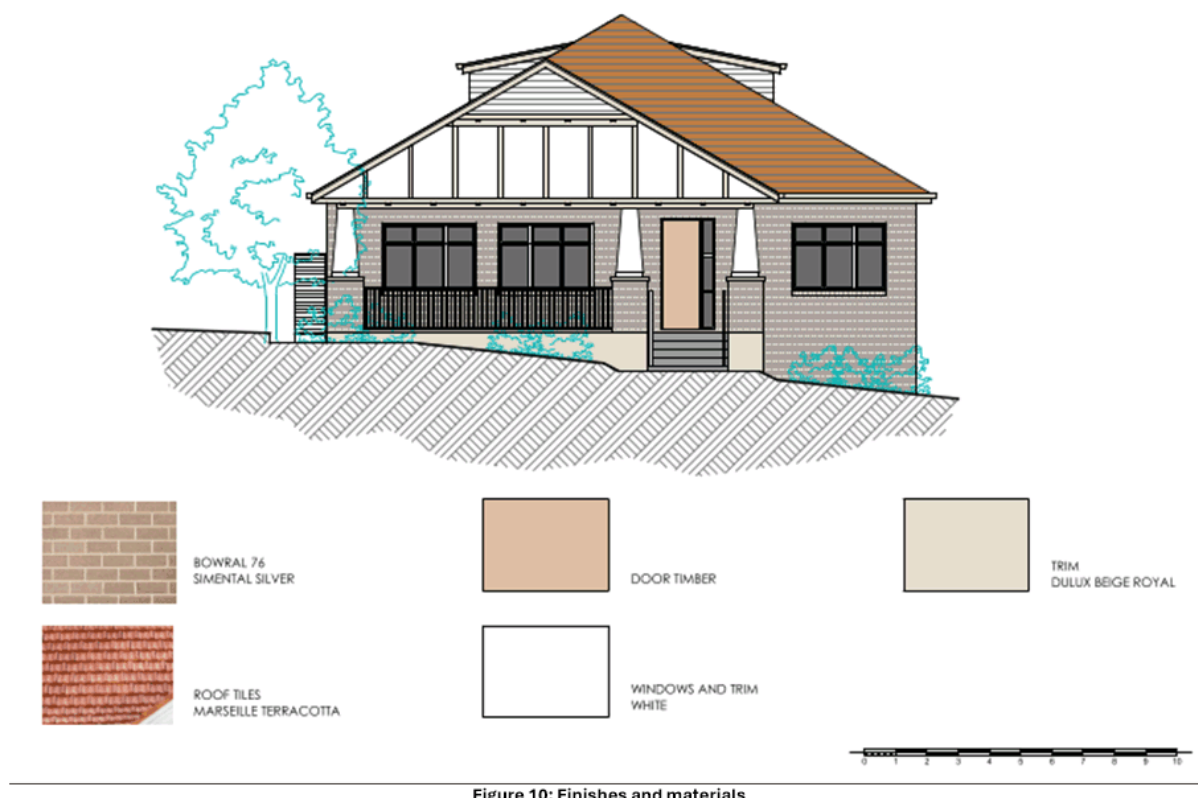 BOWRAL 76
SIMENTAL SILVER
DOOR TIMBER
TRIM
DULUX BEIGE ROYAL
ROOF TILES
MARSEILLE TERRACOTTA
WINDOWS AND TRIM
WHITE
0 1 2 3 4 5 6 7 8 9 10
Figure 10: Finishes and materials